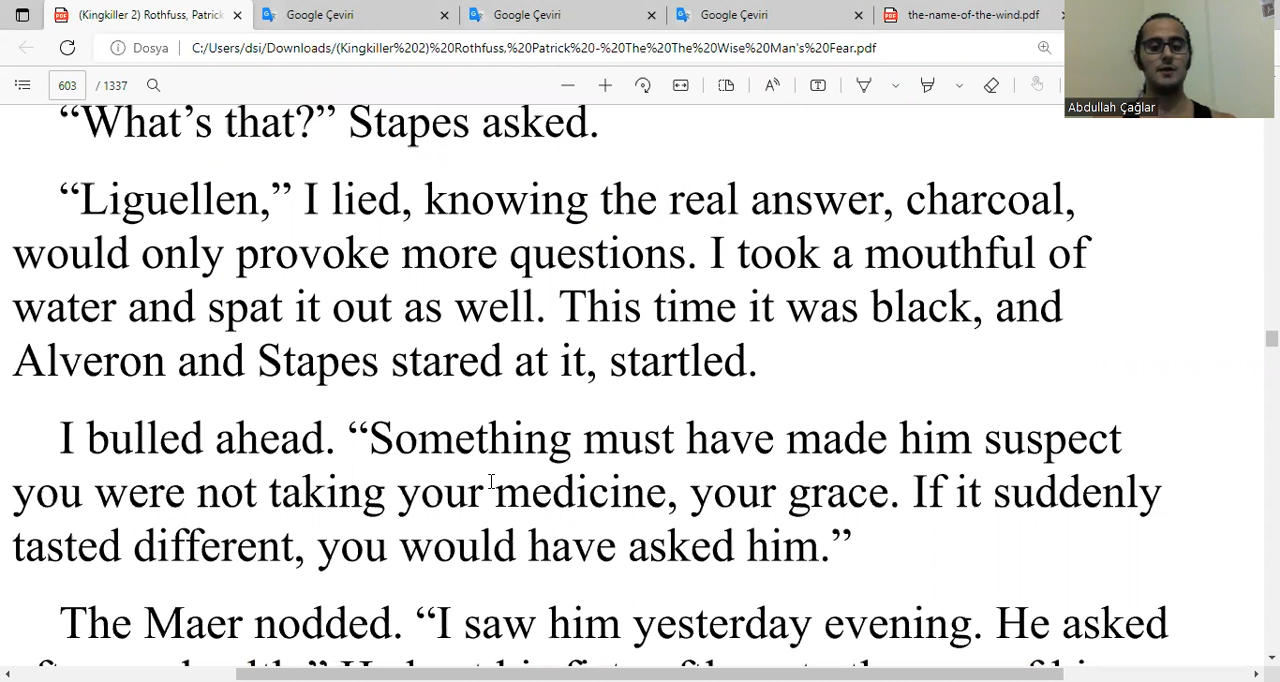 (Kingkiller 2) Rothfuss, Patrick
Google Çeviri
Google Çeviri
Google Çeviri
the-name-of-the-wind.pdf
Dosya
C:/Users/dsi/Downloads/(Kingkiller%202)%20Rothfuss,%20Patrick%20-%20The%20The%20Wise%20Man's%20Fear.pdf
603 / 1337
Abdullah Çağlar
“What’s that?” Stapes asked.
“Liguellen,” I lied, knowing the real answer, charcoal,
would only provoke more questions. I took a mouthful of
water and spat it out as well. This time it was black, and
Alveron and Stapes stared at it, startled.
I bulled ahead. “Something must have made him suspect
you were not taking your medicine, your grace. If it suddenly
tasted different, you would have asked him.”
The Maer nodded. “I saw him yesterday evening. He asked